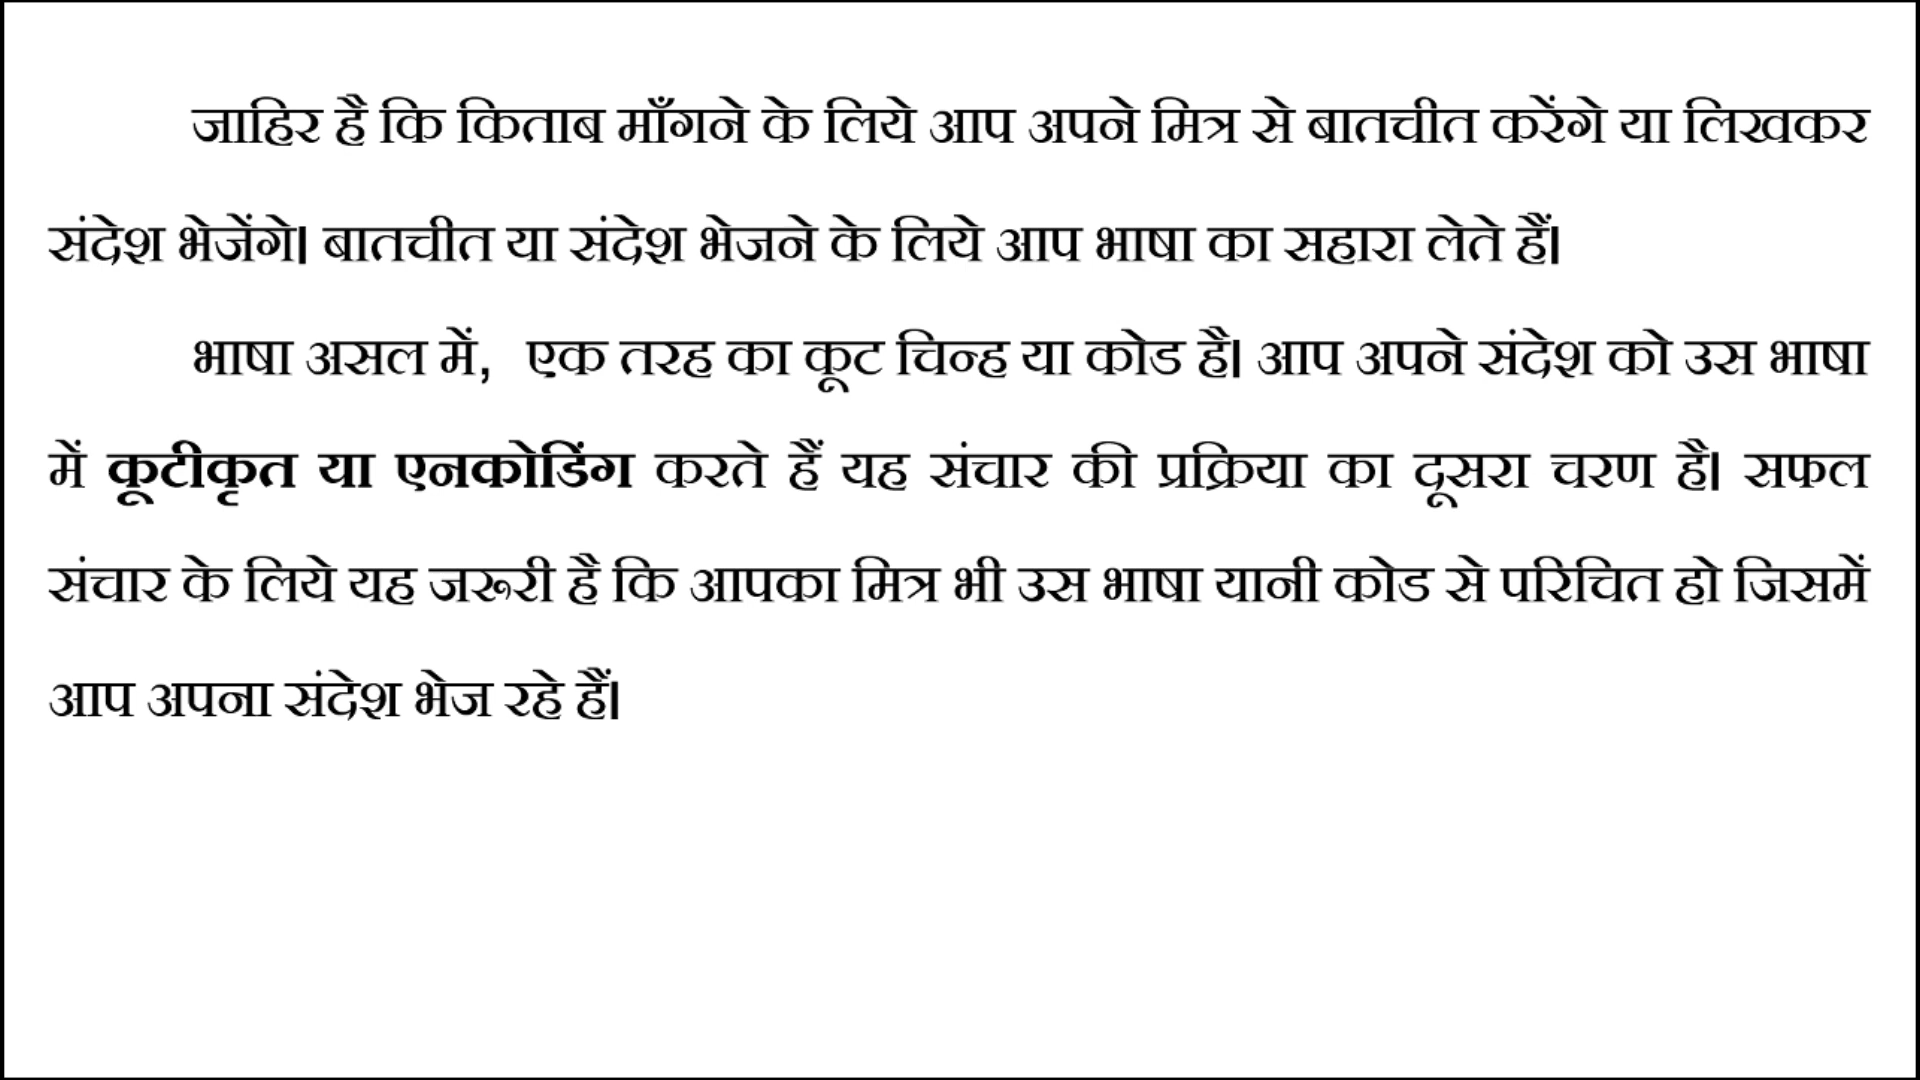 जाहिर है कि किताब माँगने के लिये आप अपने मित्र से बातचीत करेंगे या लिखकर
संदेश भेजेंगे। बातचीत या संदेश भेजने के लिये आप भाषा का सहारा लेते हैं।
भाषा असल में, एक तरह का कूट चिन्ह या कोड है। आप अपने संदेश को उस भाषा
में कूटीकृत या एनकोडिंग करते हैं यह संचार की प्रक्रिया का दूसरा चरण है। सफल
संचार के लिये यह जरूरी है कि आपका मित्र भी उस भाषा यानी कोड से परिचित हो जिसमें
आप अपना संदेश भेज रहे हैं।